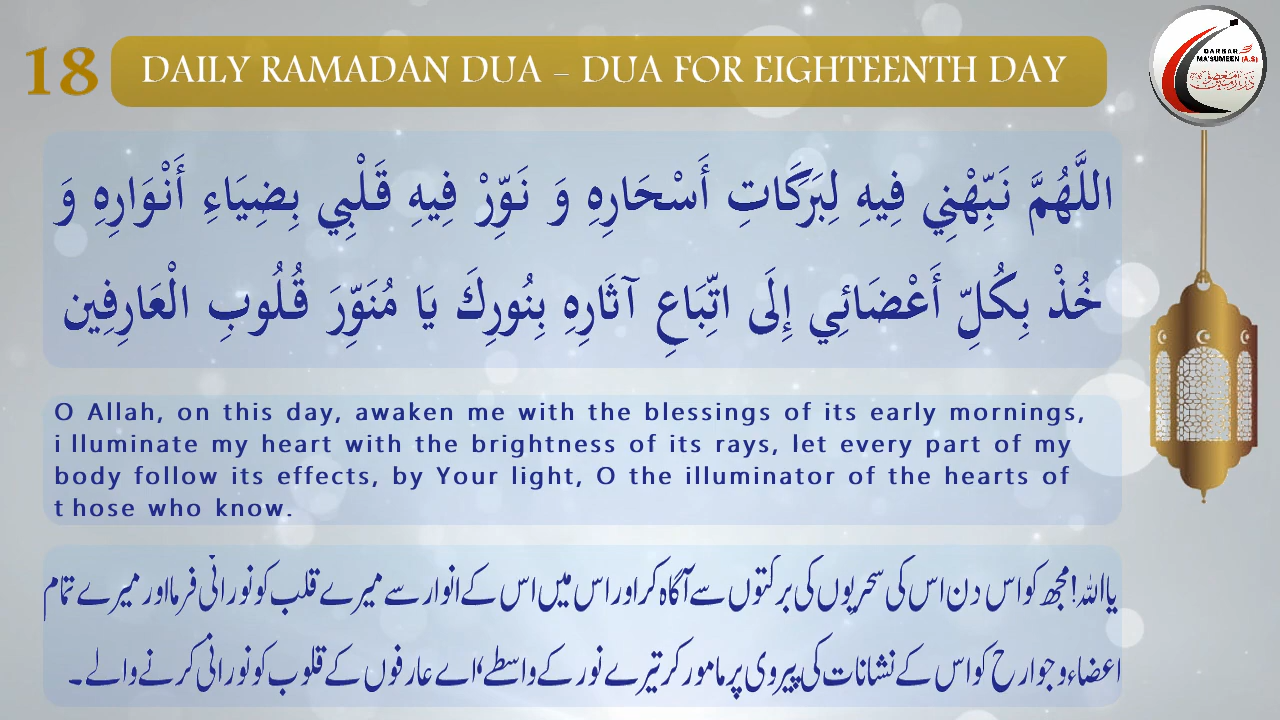 18
DAILY RAMADAN DUA – DUA FOR EIGHTEENTH DAY
DARBAR
MA'SUMEEN (A.S)
اللَّهُمَّ نَبِّهْنِي فِيهِ لِبَرَكَاتِ أَسْحَارِهِ وَ نَوِّرْ فِيهِ قَلْبِي بِضِيَاءِ أَنْوَارِهِ وَ
خُذْ بِكُلِّ أَعْضَائِي إِلَى اتِّبَاعِ آثَارِهِ بِنُورِكَ يَا مُنَوِّرَ قُلُوبِ الْعَارِفِين
O Allah, on this day, awaken me with the blessings of its early mornings,
illuminate my heart with the brightness of its rays, let every part of my
body follow its effects, by Your light, O the illuminator of the hearts of
those who know.
یااللہ! مجھ کو اس دن اس کی سحریوں کی برکتوں سے آگاہ کر اور اس میں اس کے انوار سے میرے قلب کو نورانی فرما اور میرے تمام
اعضاء و جوارح کو اس کے نشانات کی پیروی پر مامور کر تیرے نور کے واسطے، اے عارفوں کے قلوب کو نورانی کرنے والے۔